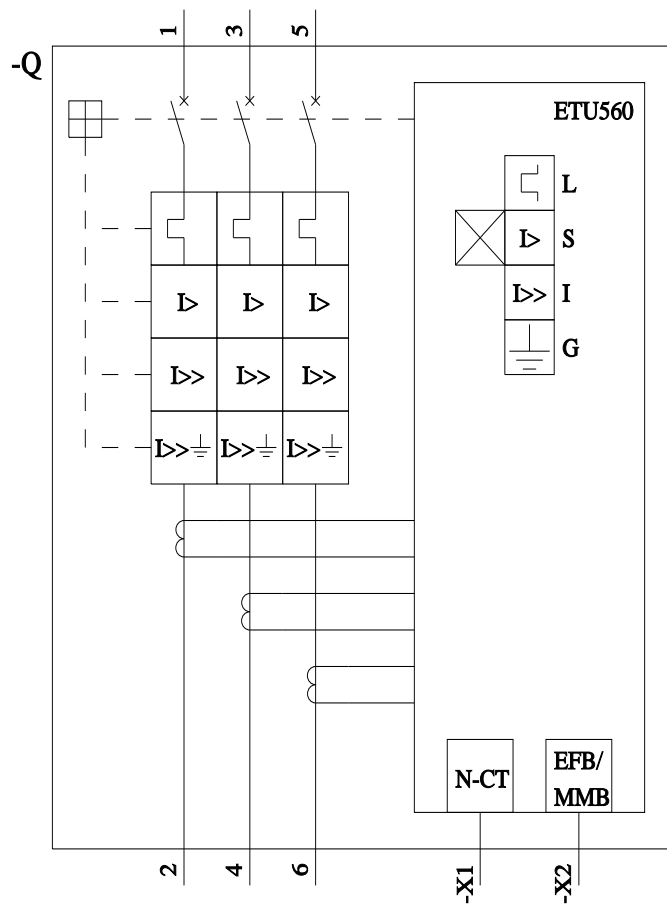 1 3 5
-Q
ETU560
L
I> S
I>> I
G
I> I> I>
I>> I>> I>>
I>> I>> I>>
N-CT
EFB/
MMB
2 4 6
-X1 -X2